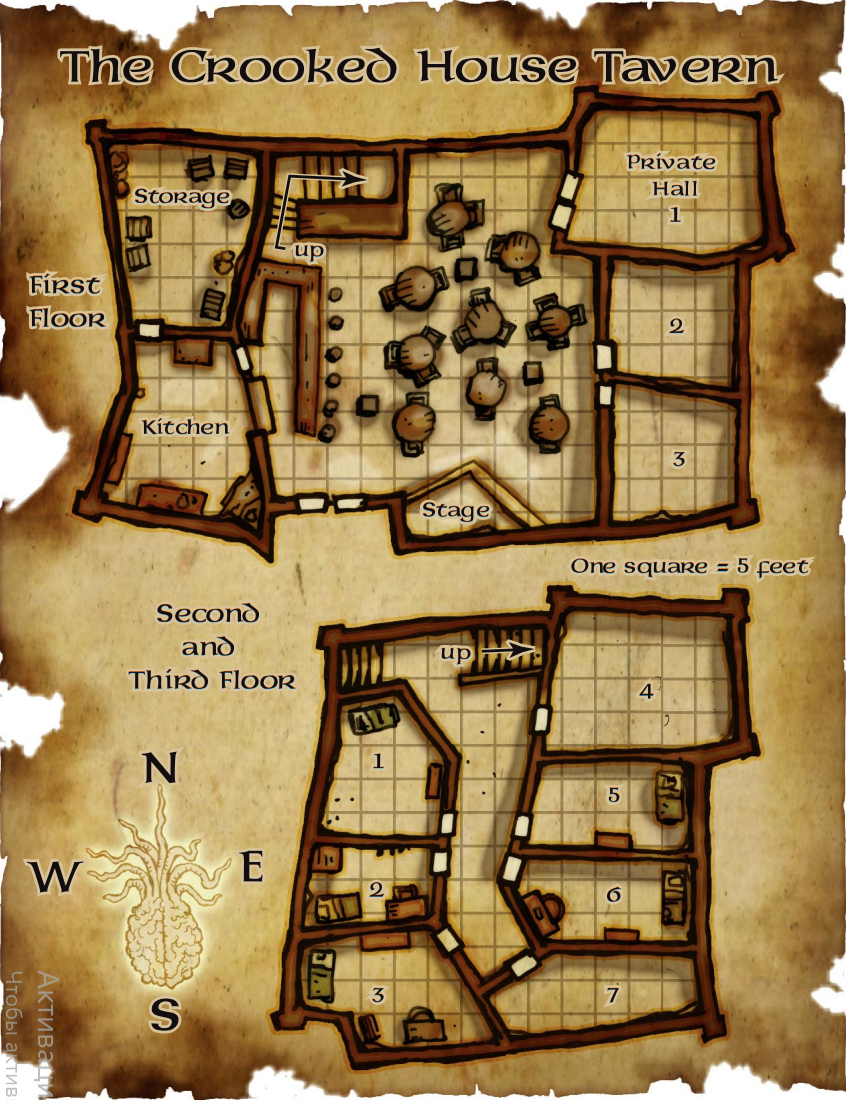 The Crooked House Tavern
Storage
Private
Hall
1
up
First
Floor
2
Kitchen
3
Stage
One square = 5 feet
Second
and
Third Floor
up
4
1
5
2
6
3
7
N
W
E
S
Активаци
Чтобы актив